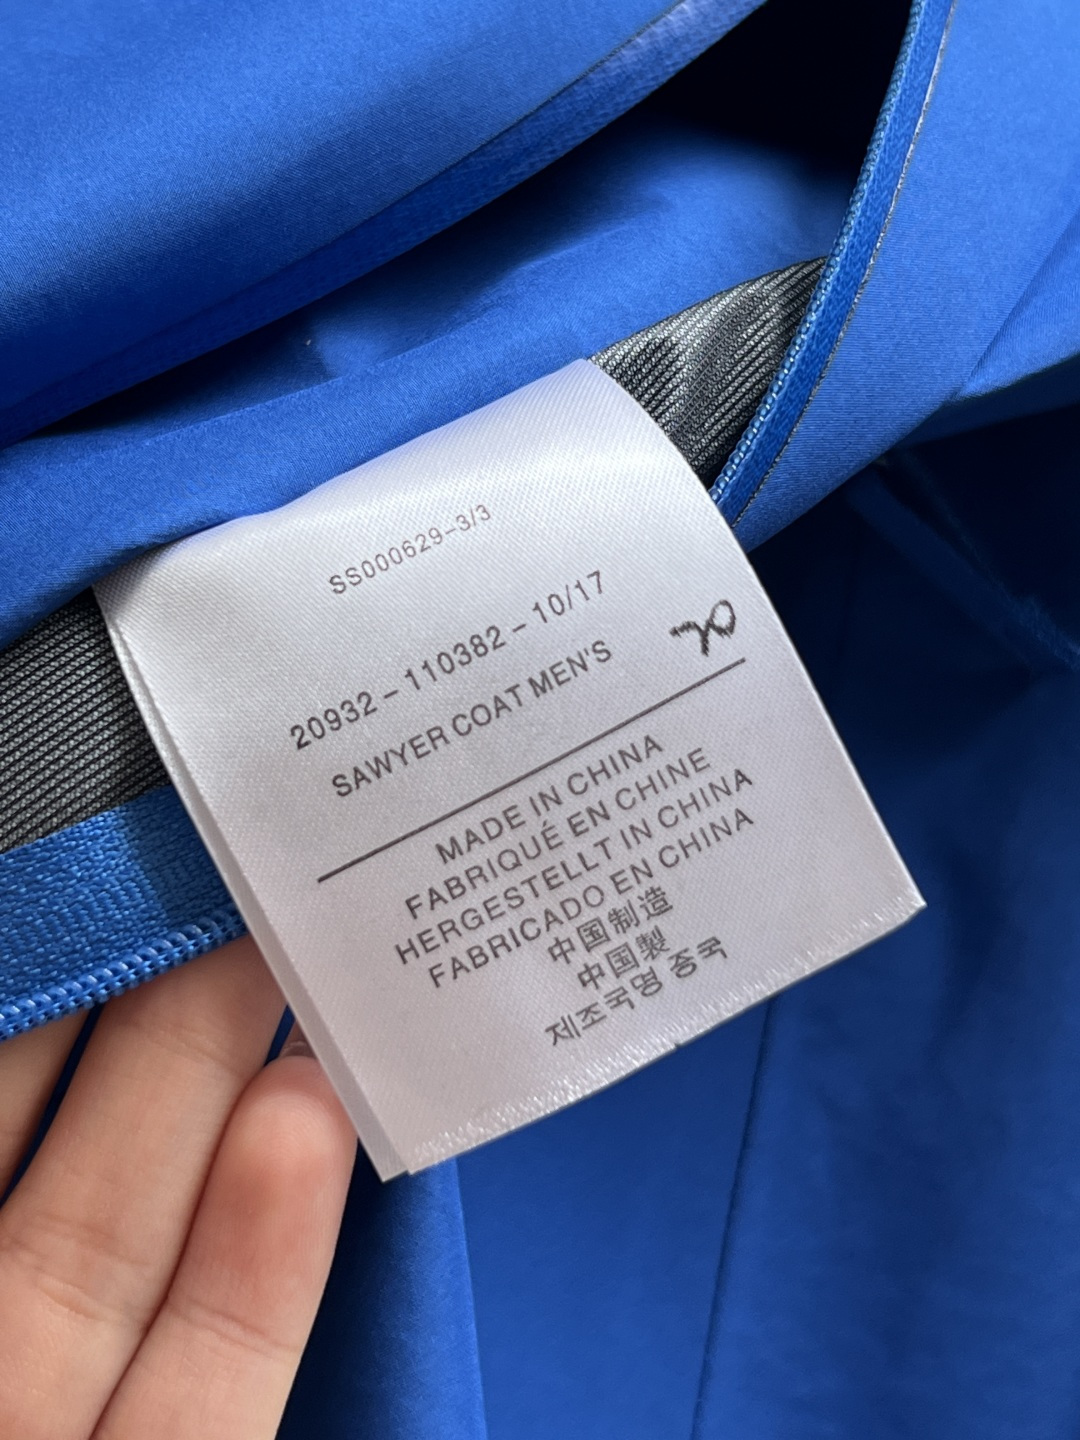 SS000629-3/3
20932 - 110382 - 10/17
SAWYER COAT MEN'S
MADE IN CHINA
FABRIQUÉ EN CHINE
HERGESTELLT IN CHINA
FABRICADO EN CHINA
中国制造
中国製
제조국명 중국